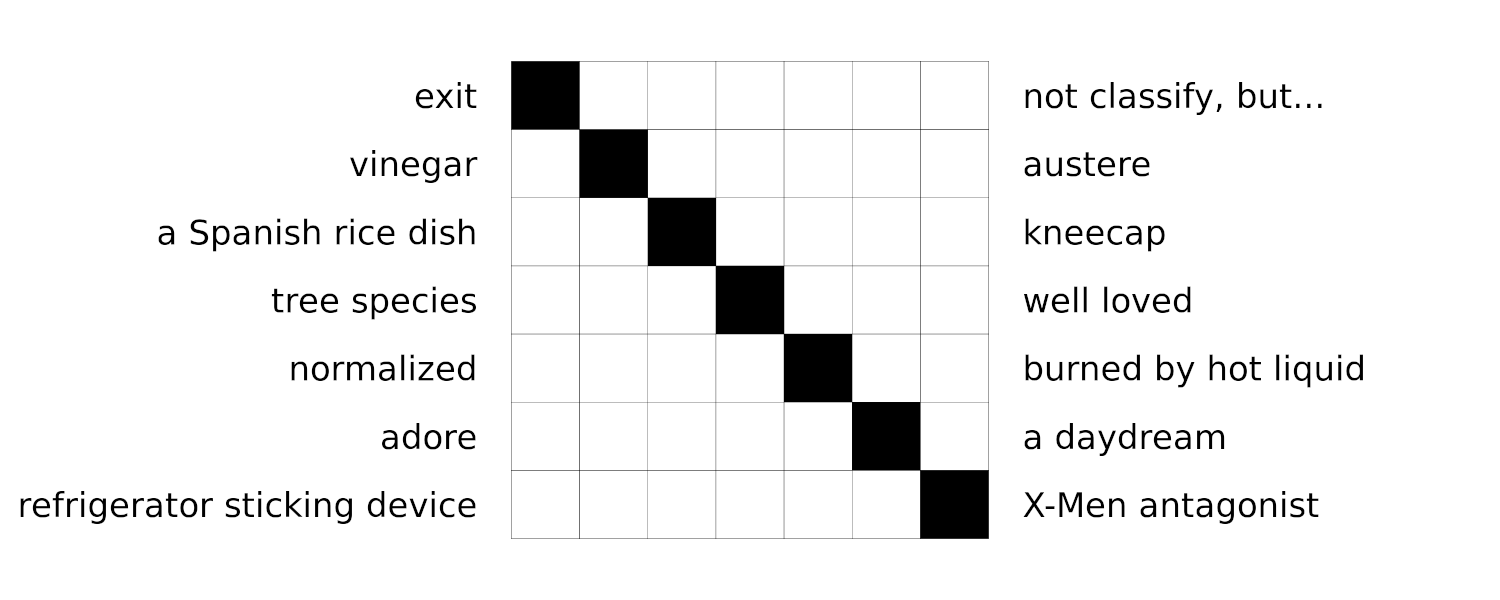 exit not classify, but...
vinegar austere
a Spanish rice dish kneecap
tree species well loved
normalized burned by hot liquid
adore a daydream
refrigerator sticking device X-Men antagonist